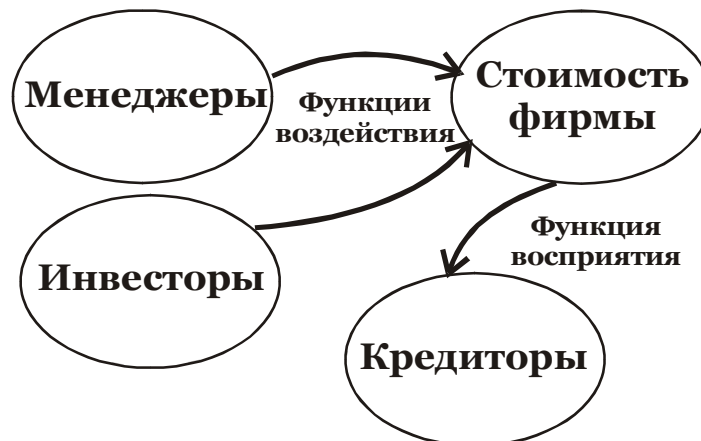 Менеджеры
Функции
воздействия
Стоимость
фирмы
Инвесторы
Функция
восприятия
Кредиторы